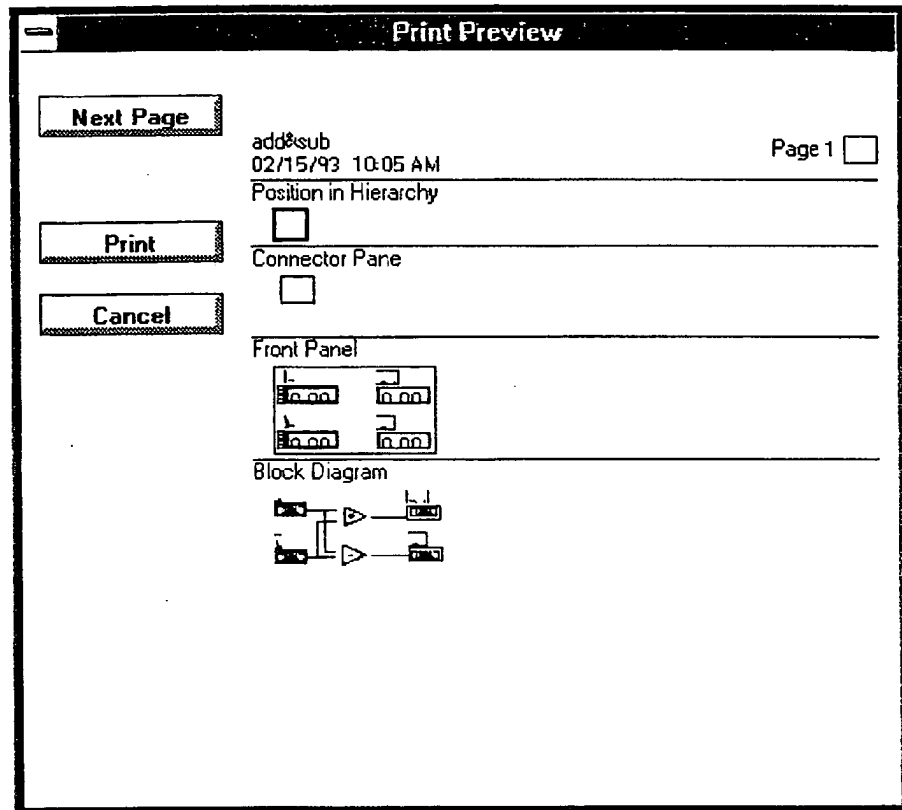 Print Preview
Next Page
Print
Cancel
add&sub
02/15/93 10:05 AM
Page 1
Position in Hierarchy
Connector Pane
Front Panel
Block Diagram